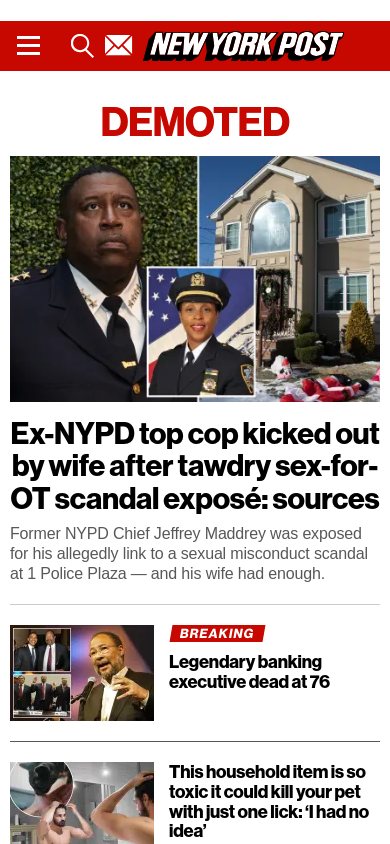 NEW YORK POST
DEMOTED
Ex-NYPD top cop kicked out
by wife after tawdry sex-for-
OT scandal exposé: sources
Former NYPD Chief Jeffrey Maddrey was exposed
for his allegedly link to a sexual misconduct scandal
at 1 Police Plaza — and his wife had enough.
BREAKING
Legendary banking
executive dead at 76
This household item is so
toxic it could kill your pet
with just one lick: ‘I had no
idea’